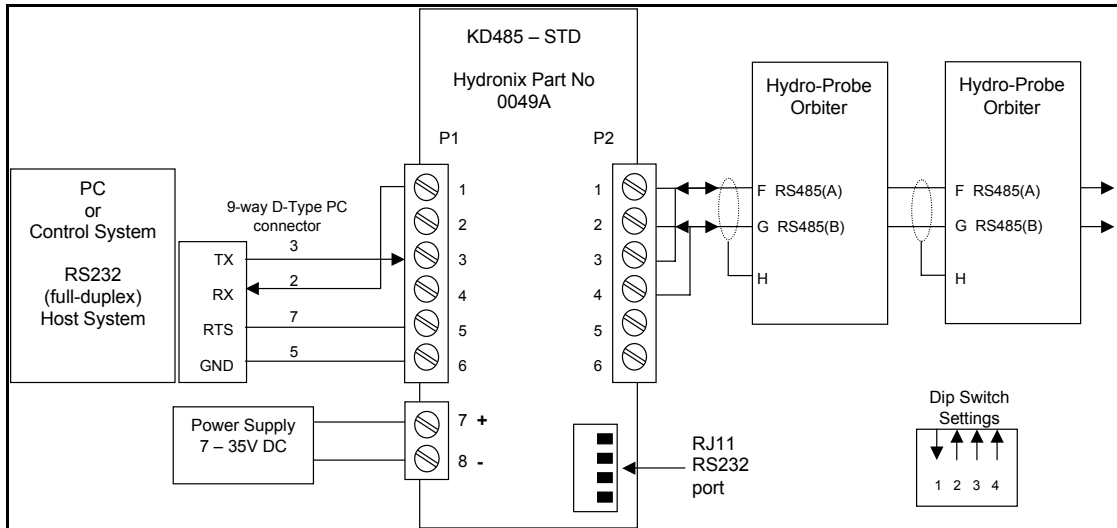 KD485 – STD
Hydronix Part No
0049A
P1
P2
PC
or
Control System
RS232
(full-duplex)
Host System
9-way D-Type PC
connector
TX
3
RX
2
RTS
7
GND
5
1
2
3
4
5
6
7 +
8 -
Power Supply
7 – 35V DC
1
2
3
4
5
6
RJ11
RS232
port
Hydro-Probe
Orbiter
F RS485(A)
G RS485(B)
H
Hydro-Probe
Orbiter
F RS485(A)
G RS485(B)
H
Dip Switch
Settings
1 2 3 4